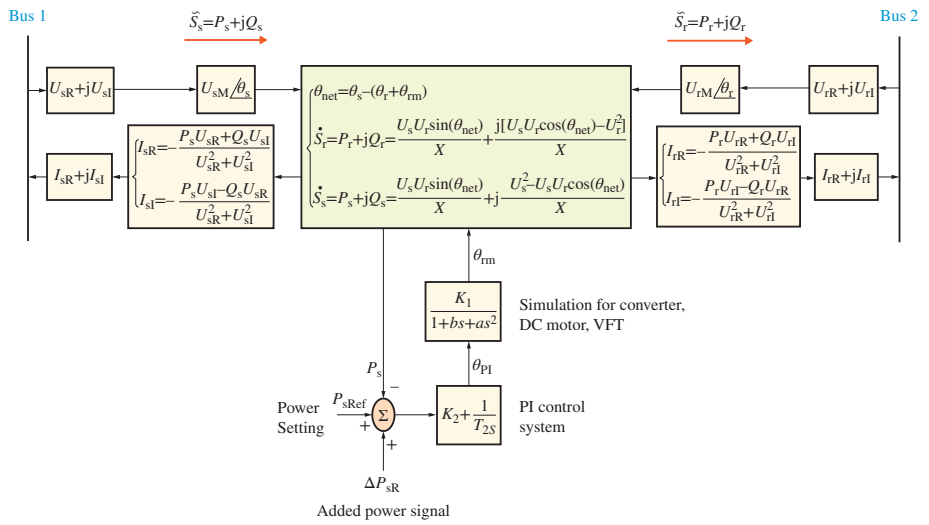 Bus 1
S̆s=Ps+jQs
S̆r=Pr+jQr
Bus 2
UsR+jUsI
UsM∠θs
θnet=θs–(θr+θrm)
Ṡr=Pr+jQr=UsUrsin(θnet)/X+j[UsUrcos(θnet)–Ur²]/X
Ṡs=Ps+jQs=UsUrsin(θnet)/X+j Us²–UsUrcos(θnet)/X
UrM∠θr
UrR+jUrI
IsR+jIsI
IsR=–PsUsR+QsUsI/UsR²+UsI²
IsI=–PsUsI–QsUsR/UsR²+UsI²
IrR=–PrUrR+QrUrI/UrR²+UrI²
IrI=–PrUrI–QrUrR/UrR²+UrI²
IrR+jIrI
θrm
K1/1+bs+as²
Simulation for converter,
DC motor, VFT
θPI
Ps
–
Power
Setting
PsRef
+
Σ
K2+1/T2s
PI control
system
+
ΔPsR
Added power signal